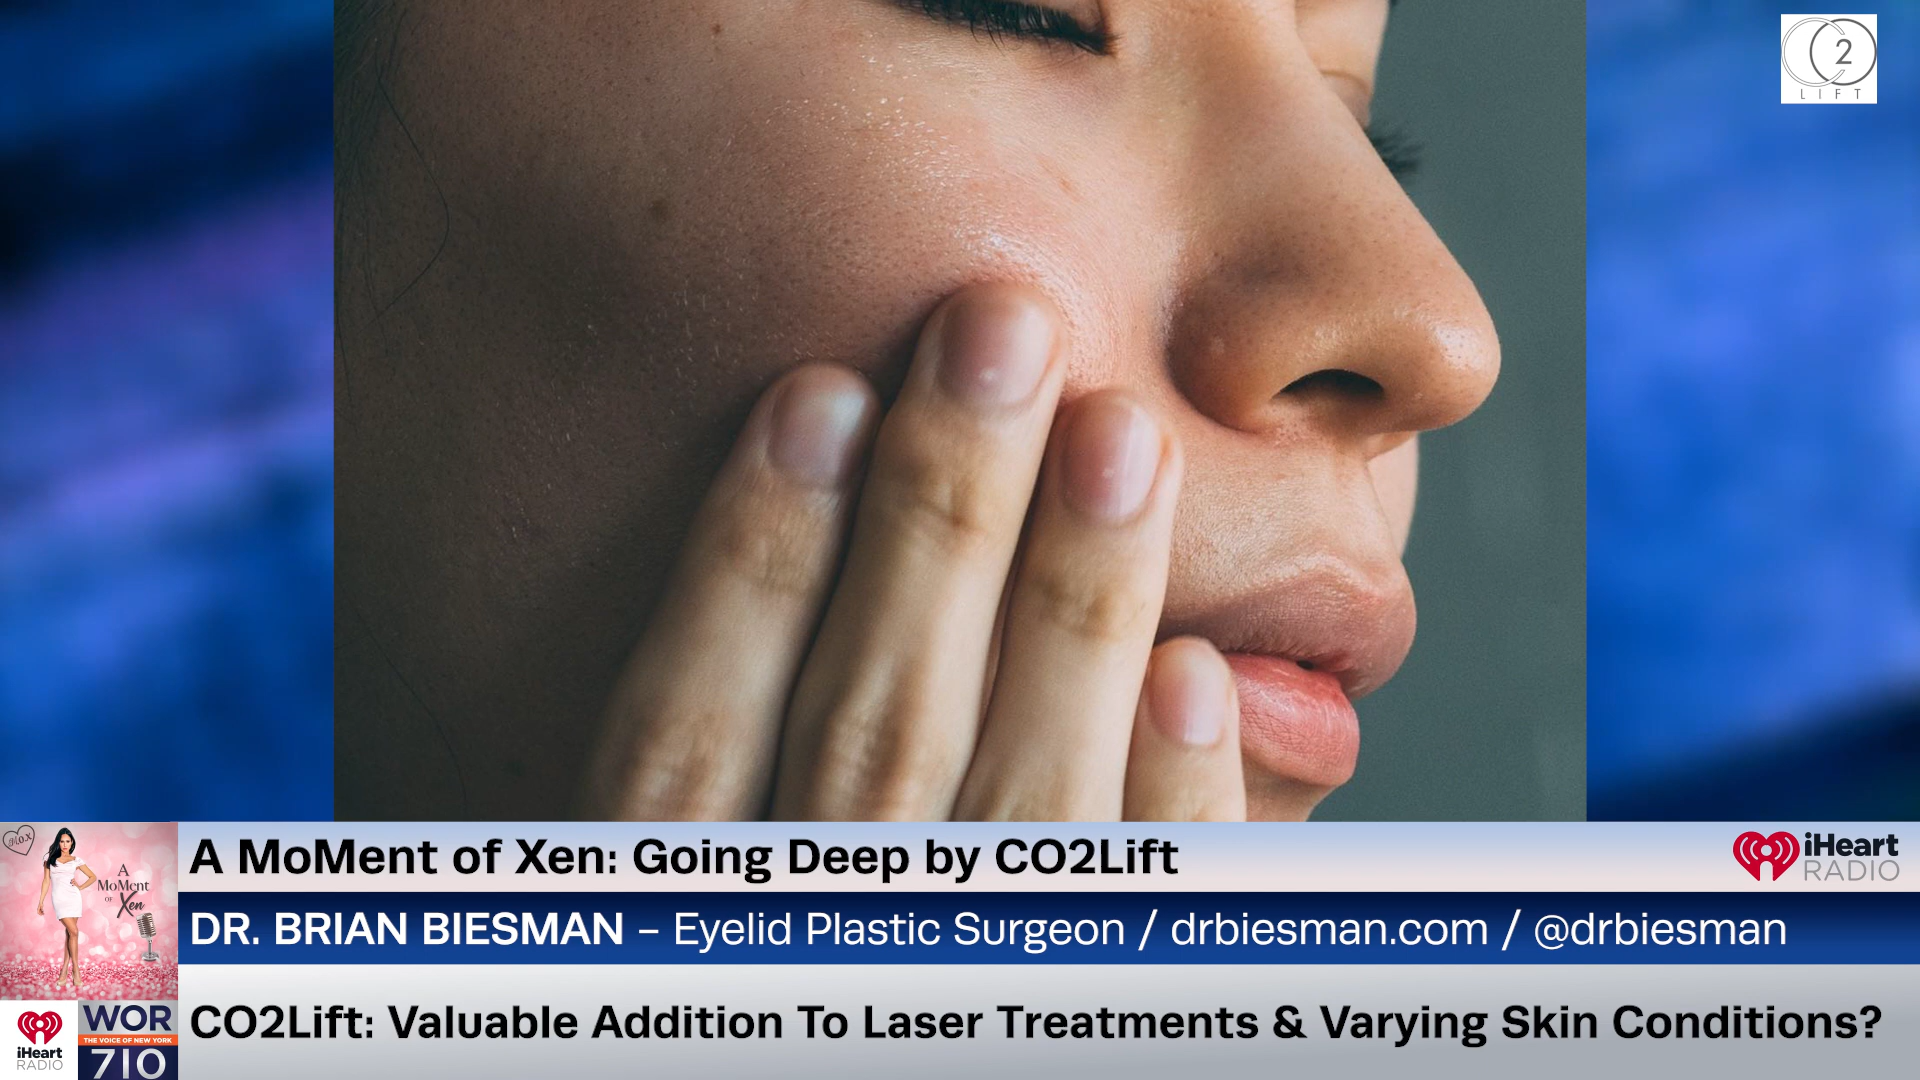 CO2
LIFT
A MoMent of Xen: Going Deep by CO2Lift
iHeart
RADIO
M.O.X
A
MoMent
OF Xen
DR. BRIAN BIESMAN – Eyelid Plastic Surgeon / drbiesman.com / @drbiesman
iHeart
RADIO
WOR
THE VOICE OF NEW YORK
710
CO2Lift: Valuable Addition To Laser Treatments & Varying Skin Conditions?